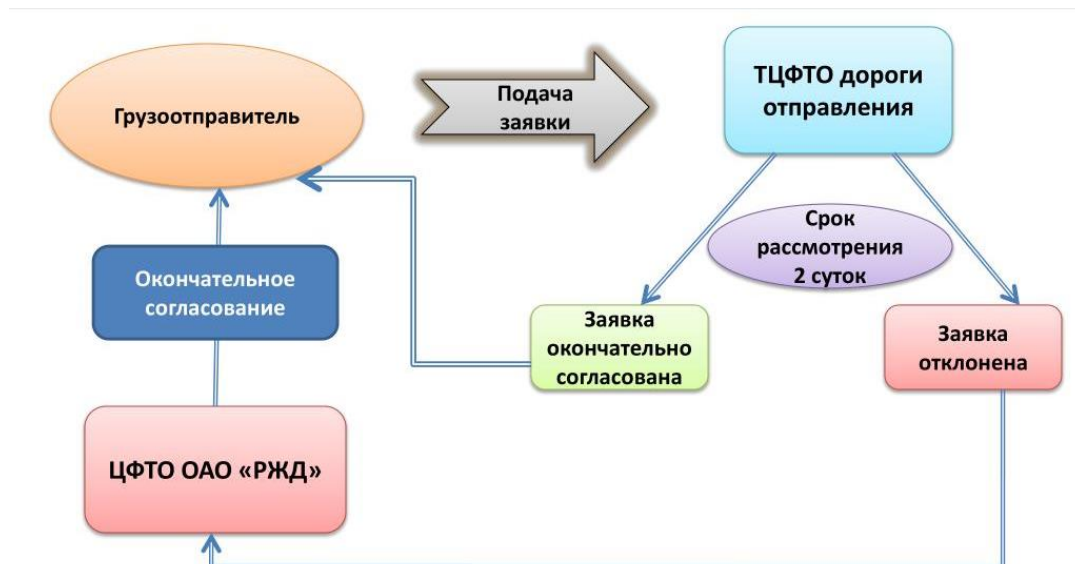 Грузоотправитель
Подача
заявки
ТЦФТО дороги
отправления
Срок
рассмотрения
2 суток
Окончательное
согласование
Заявка
окончательно
согласована
Заявка
отклонена
ЦФТО ОАО «РЖД»